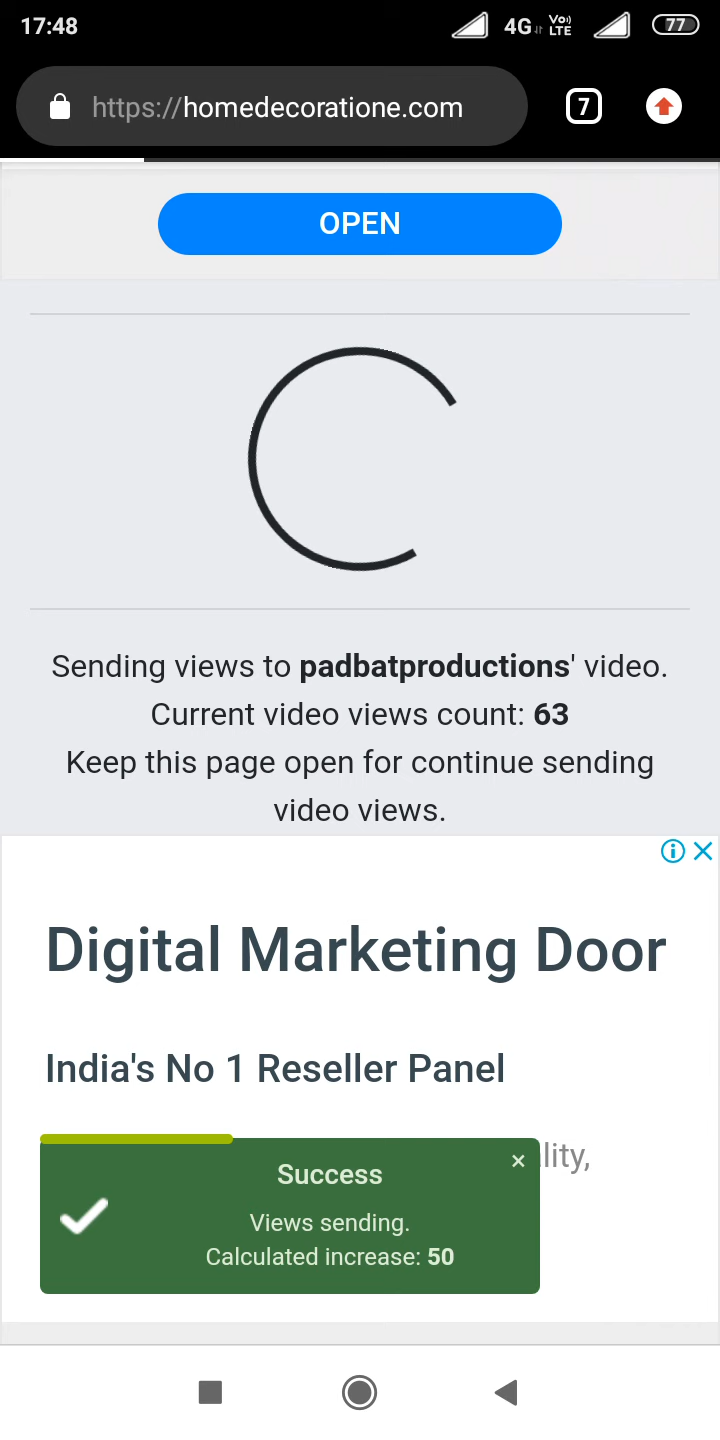 17:48
4G
Vo))
LTE
77
https://homedecoratione.com
7
OPEN
Sending views to padbatproductions' video.
Current video views count: 63
Keep this page open for continue sending
video views.
Digital Marketing Door
India's No 1 Reseller Panel
lity,
Success
×
Views sending.
Calculated increase: 50